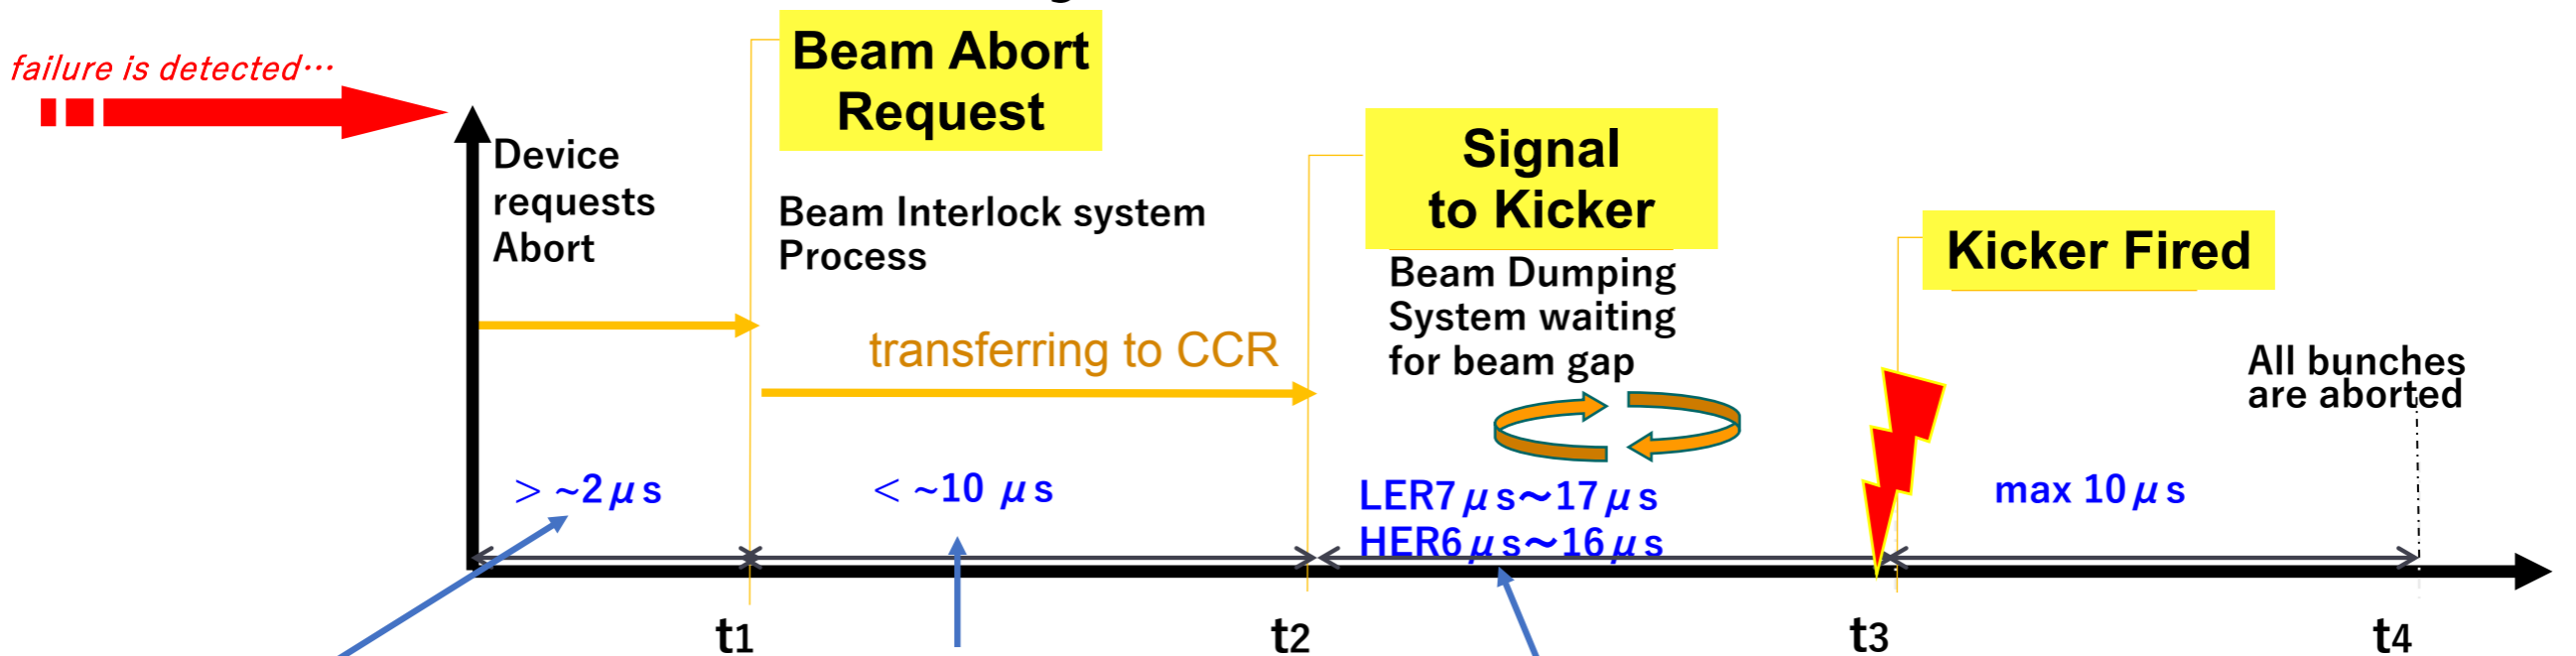 failure is detected…
Beam Abort
Request
Device
requests
Abort
Beam Interlock system
Process
transferring to CCR
Signal
to Kicker
Beam Dumping
System waiting
for beam gap
Kicker Fired
All bunches
are aborted
> ~2μs
< ~10 μs
LER7μs～17μs
HER6μs～16μs
max 10μs
t1
t2
t3
t4